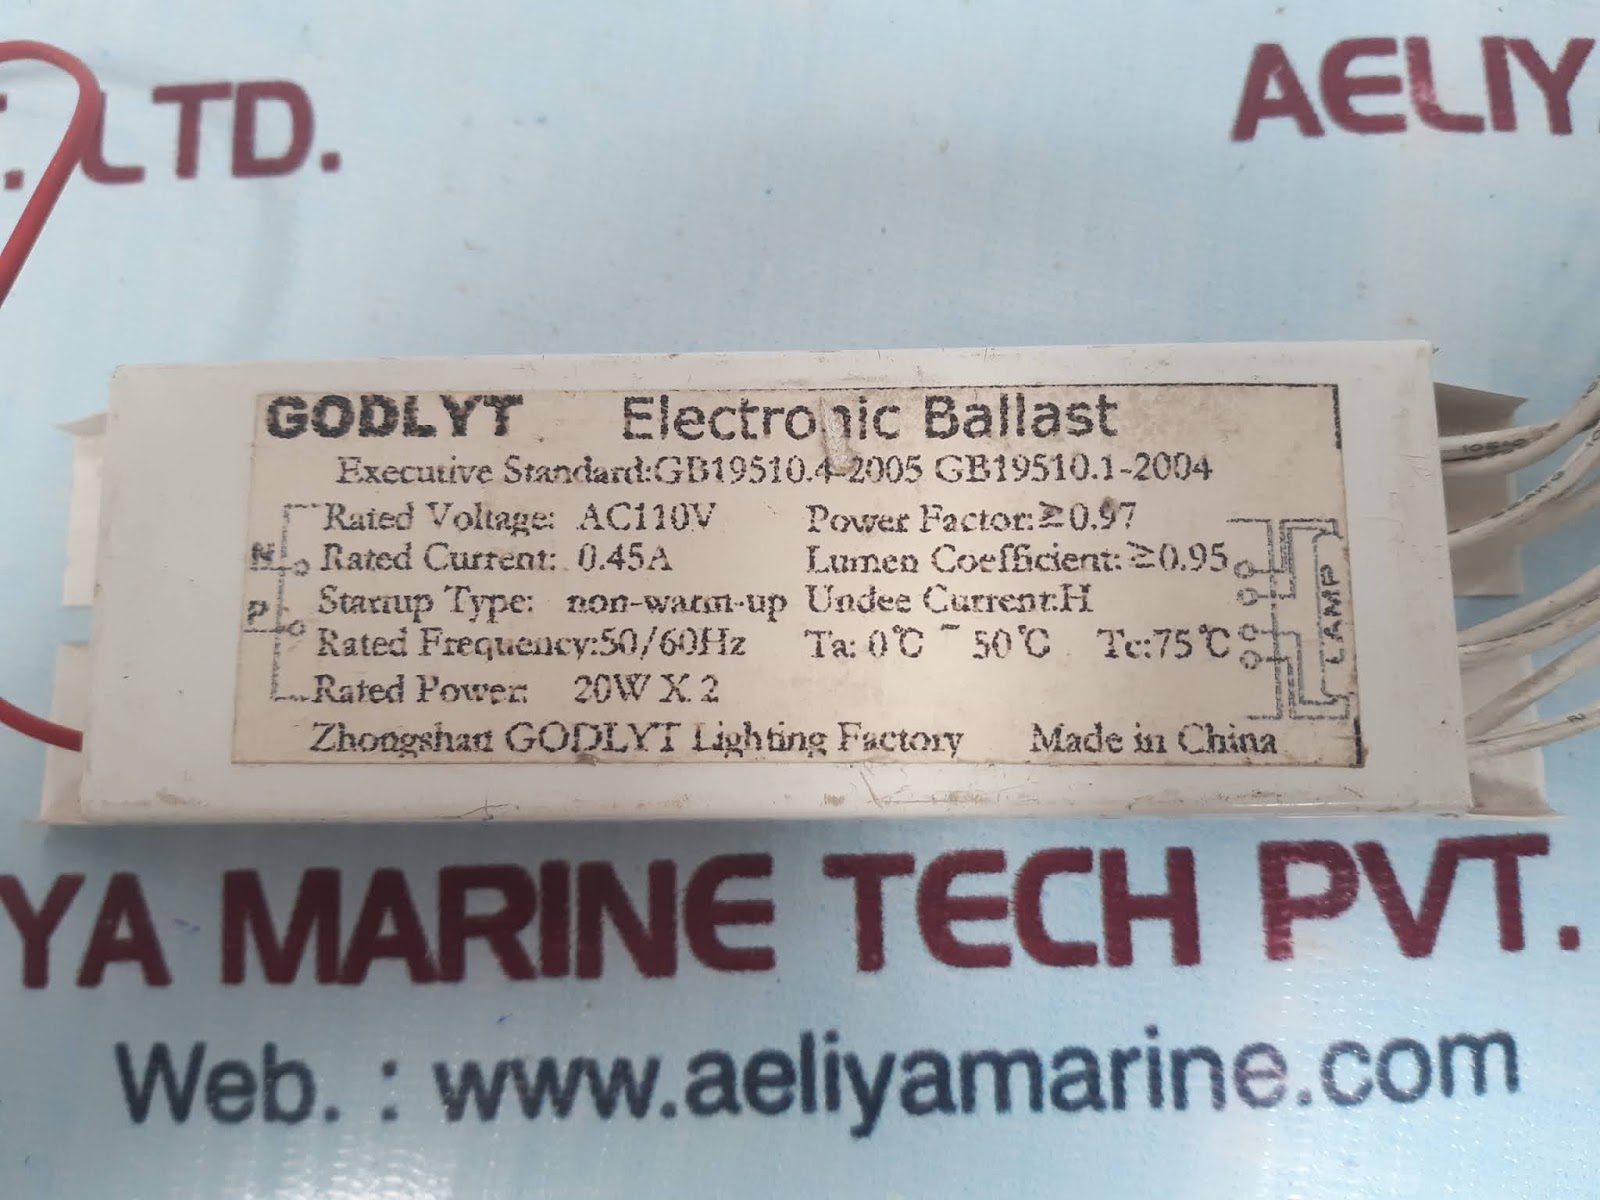 . LTD.
AELIY
GODLYT Electronic Ballast
Executive Standard:GB19510.4-2005 GB19510.1-2004
Rated Voltage: AC110V Power Factor:≥0.97
N Rated Current: 0.45A Lumen Coefficient:≥0.95
P Startup Type: non-warm-up Undee Current:H
LAMP
Rated Frequency:50/60Hz Ta: 0℃ ~ 50℃ Tc:75℃
Rated Power: 20W X 2
Zhongshan GODLYT Lighting Factory Made in China
YA MARINE TECH PVT.
Web. : www.aeliyamarine.com